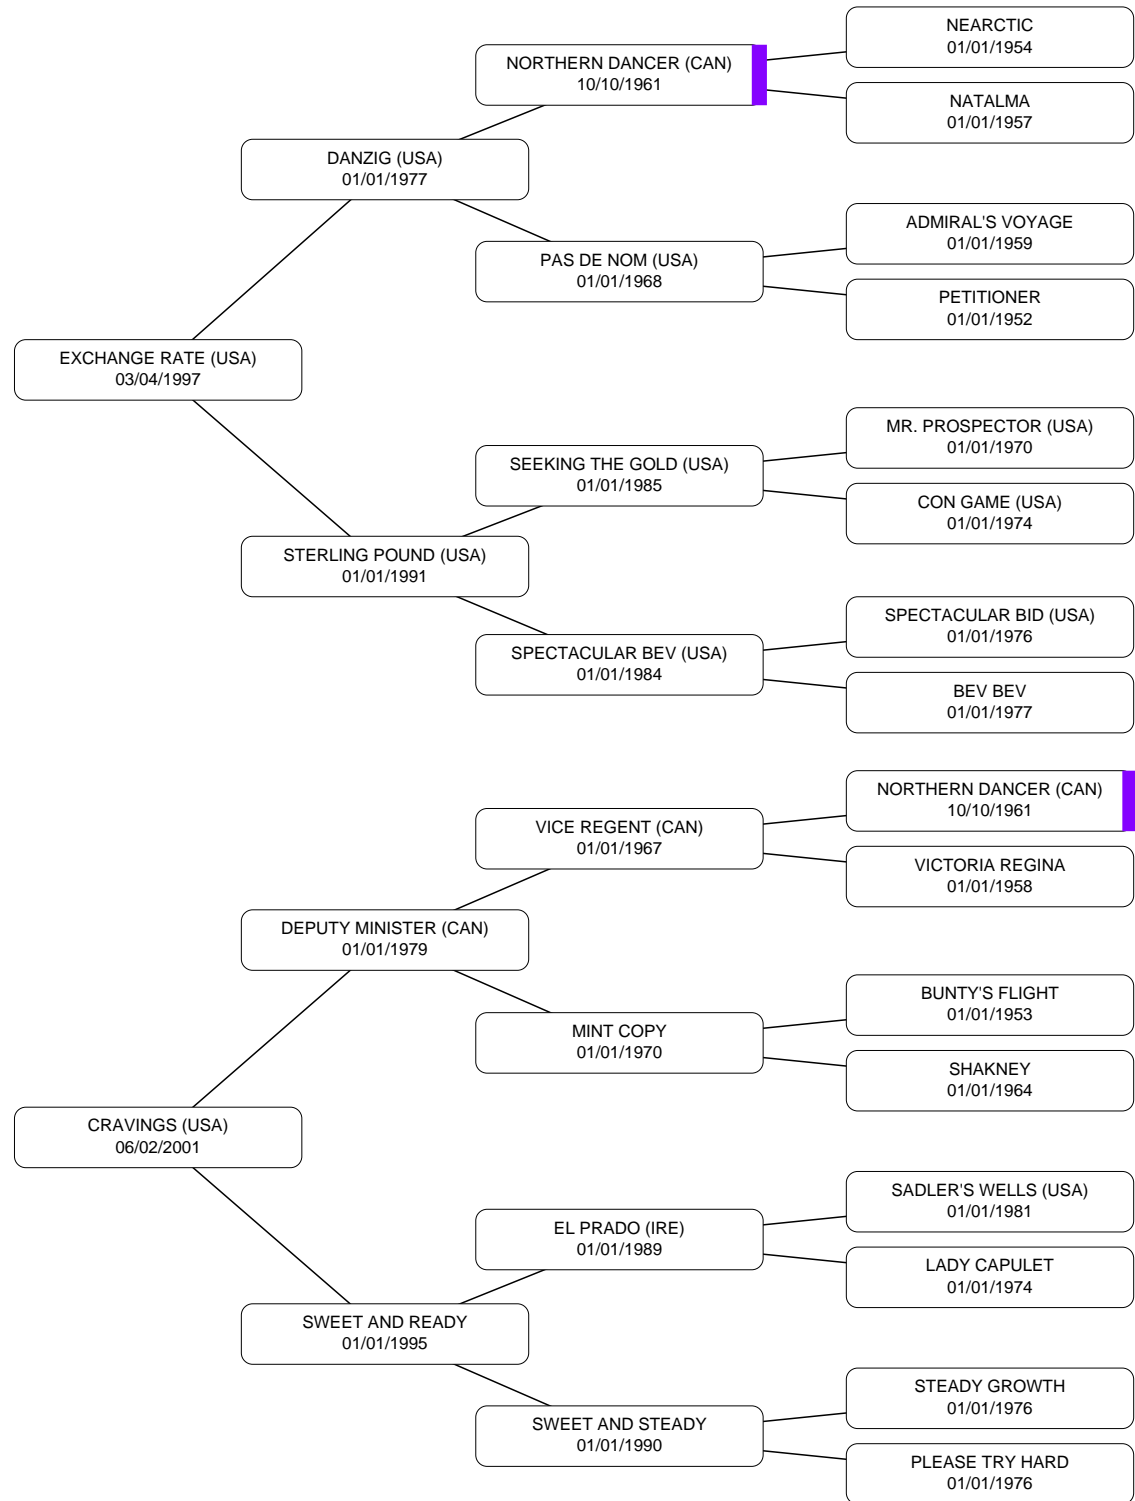 NEARCTIC
01/01/1954
NORTHERN DANCER (CAN)
10/10/1961
NATALMA
01/01/1957
DANZIG (USA)
01/01/1977
ADMIRAL'S VOYAGE
01/01/1959
PAS DE NOM (USA)
01/01/1968
PETITIONER
01/01/1952
EXCHANGE RATE (USA)
03/04/1997
MR. PROSPECTOR (USA)
01/01/1970
SEEKING THE GOLD (USA)
01/01/1985
CON GAME (USA)
01/01/1974
STERLING POUND (USA)
01/01/1991
SPECTACULAR BID (USA)
01/01/1976
SPECTACULAR BEV (USA)
01/01/1984
BEV BEV
01/01/1977
NORTHERN DANCER (CAN)
10/10/1961
VICE REGENT (CAN)
01/01/1967
VICTORIA REGINA
01/01/1958
DEPUTY MINISTER (CAN)
01/01/1979
BUNTY'S FLIGHT
01/01/1953
MINT COPY
01/01/1970
SHAKNEY
01/01/1964
CRAVINGS (USA)
06/02/2001
SADLER'S WELLS (USA)
01/01/1981
EL PRADO (IRE)
01/01/1989
LADY CAPULET
01/01/1974
SWEET AND READY
01/01/1995
STEADY GROWTH
01/01/1976
SWEET AND STEADY
01/01/1990
PLEASE TRY HARD
01/01/1976